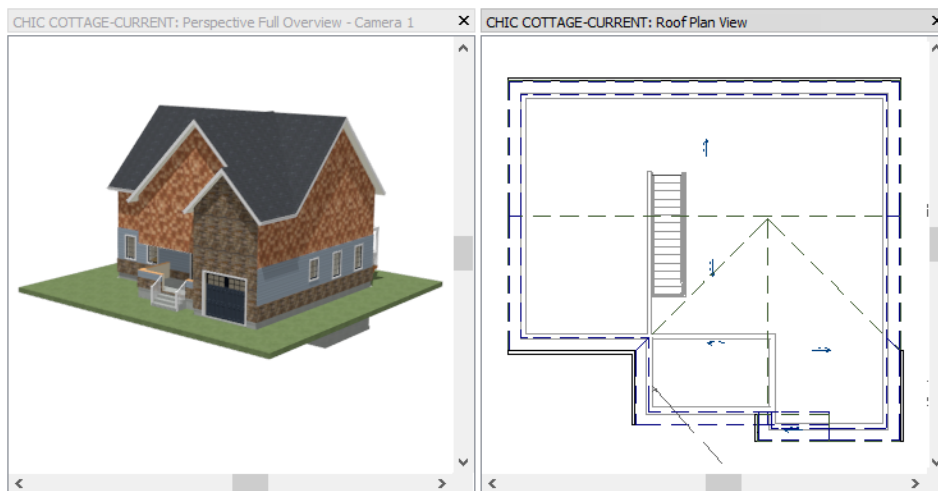 CHIC COTTAGE-CURRENT: Perspective Full Overview - Camera 1
CHIC COTTAGE-CURRENT: Roof Plan View